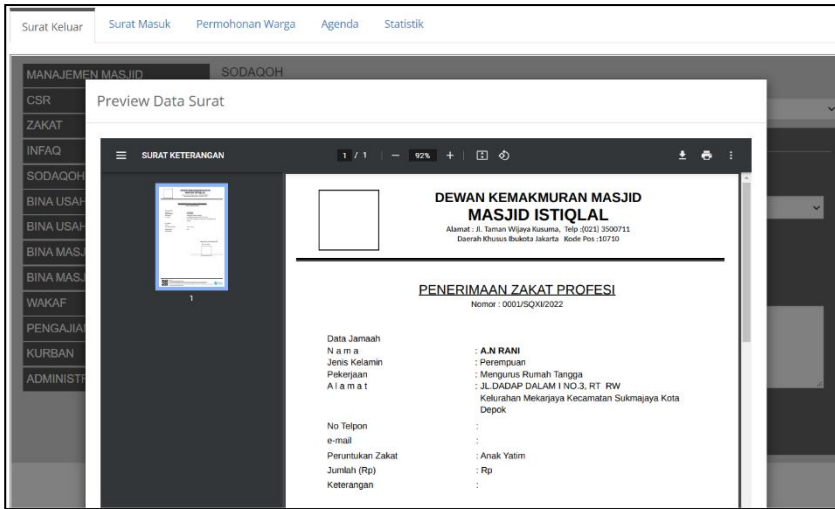 Surat Keluar Surat Masuk Permohonan Warga Agenda Statistik
MANAJEMEN MASJID SODAQOH
CSR
ZAKAT
INFAQ
SODAQOH
BINA USAH
BINA USAH
BINA MASJ
BINA MASJ
WAKAF
PENGAJIA
KURBAN
ADMINISTR
Preview Data Surat
SURAT KETERANGAN 1 / 1 — 92% +
1
DEWAN KEMAKMURAN MASJID
MASJID ISTIQLAL
Alamat : Jl. Taman Wijaya Kusuma, Telp :(021) 3500711
Daerah Khusus Ibukota Jakarta Kode Pos :10710
PENERIMAAN ZAKAT PROFESI
Nomor : 0001/SQXI/2022
Data Jamaah
N a m a : A.N RANI
Jenis Kelamin : Perempuan
Pekerjaan : Mengurus Rumah Tangga
A l a m a t : JL.DADAP DALAM I NO.3, RT RW
Kelurahan Mekarjaya Kecamatan Sukmajaya Kota
Depok
No Telpon :
e-mail :
Peruntukan Zakat : Anak Yatim
Jumlah (Rp) : Rp
Keterangan :